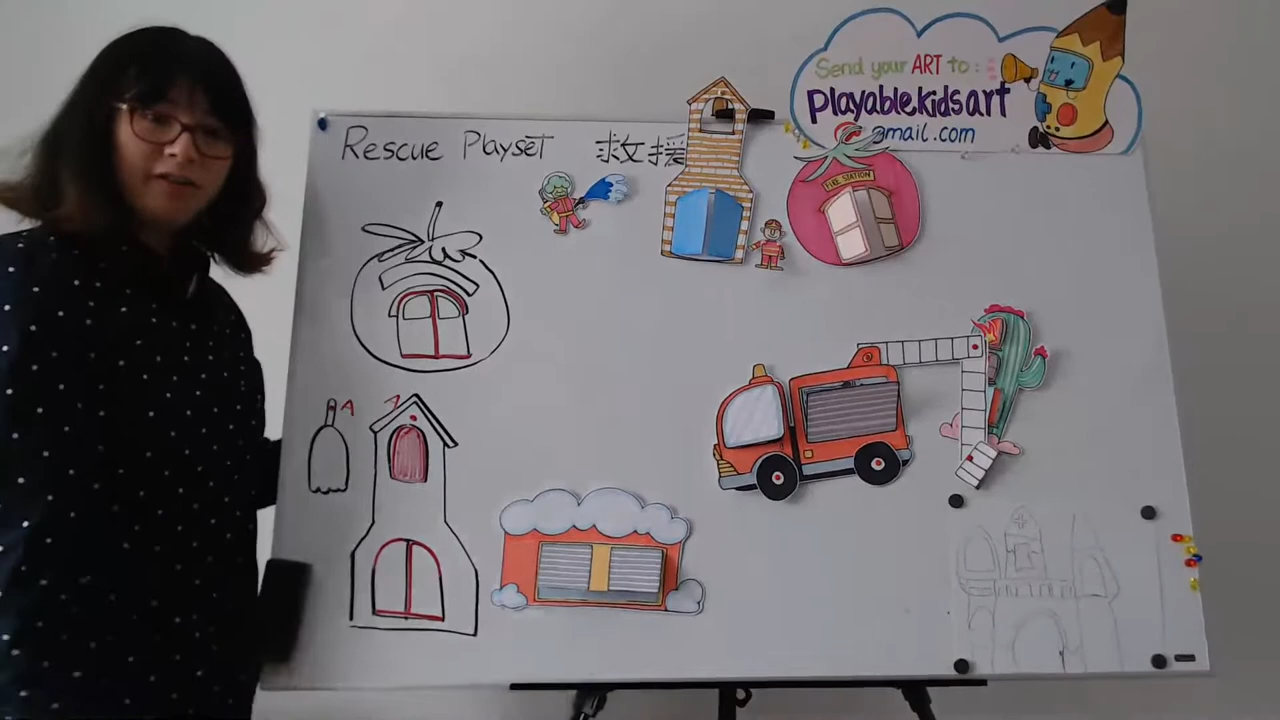 Rescue Playset 救援
Send your ART to:
playablekidsart
@gmail.com
FIRE STATION
A
A